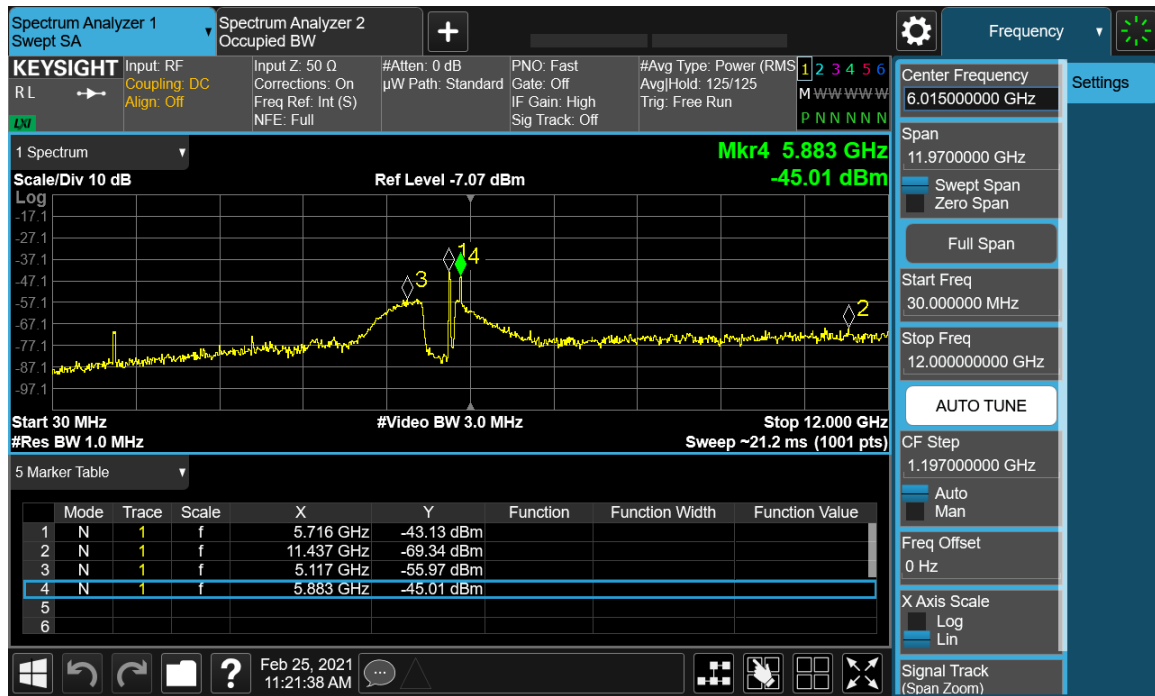 Spectrum Analyzer 1
Swept SA
Spectrum Analyzer 2
Occupied BW
+
Frequency
KEYSIGHT
RL
LXI
Input: RF
Coupling: DC
Align: Off
Input Z: 50 Ω
Corrections: On
Freq Ref: Int (S)
NFE: Full
#Atten: 0 dB
µW Path: Standard
PNO: Fast
Gate: Off
IF Gain: High
Sig Track: Off
#Avg Type: Power (RMS
Avg|Hold: 125/125
Trig: Free Run
1 2 3 4 5 6
M W W W W W
P N N N N N
1 Spectrum
Mkr4 5.883 GHz
Scale/Div 10 dB
Ref Level -7.07 dBm
-45.01 dBm
Log
-17.1
-27.1
-37.1
-47.1
-57.1
-67.1
-77.1
-87.1
-97.1
1
4
3
2
Start 30 MHz
#Video BW 3.0 MHz
Stop 12.000 GHz
#Res BW 1.0 MHz
Sweep ~21.2 ms (1001 pts)
5 Marker Table
Mode Trace Scale X Y Function Function Width Function Value
1 N 1 f 5.716 GHz -43.13 dBm
2 N 1 f 11.437 GHz -69.34 dBm
3 N 1 f 5.117 GHz -55.97 dBm
4 N 1 f 5.883 GHz -45.01 dBm
5
6
?
Feb 25, 2021
11:21:38 AM
Center Frequency
6.015000000 GHz
Settings
Span
11.9700000 GHz
Swept Span
Zero Span
Full Span
Start Freq
30.000000 MHz
Stop Freq
12.000000000 GHz
AUTO TUNE
CF Step
1.197000000 GHz
Auto
Man
Freq Offset
0 Hz
X Axis Scale
Log
Lin
Signal Track
(Span Zoom)